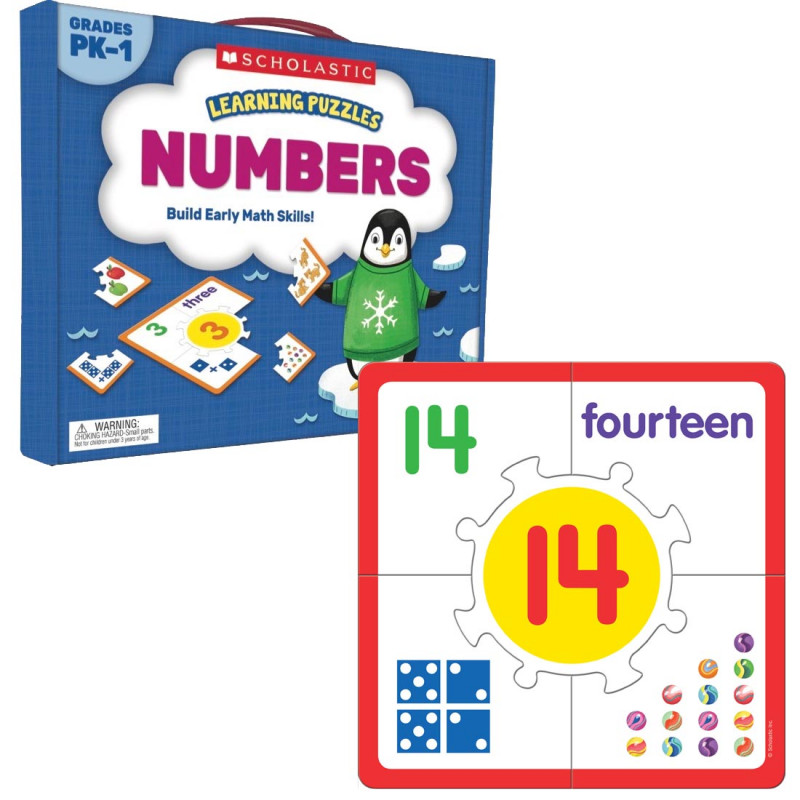 GRADES
PK-1
SCHOLASTIC
LEARNING PUZZLES
NUMBERS
Build Early Math Skills!
three
3
3
WARNING:
CHOKING HAZARD-Small parts.
Not for children under 3 years of age.
14
fourteen
14
© Scholastic Inc.